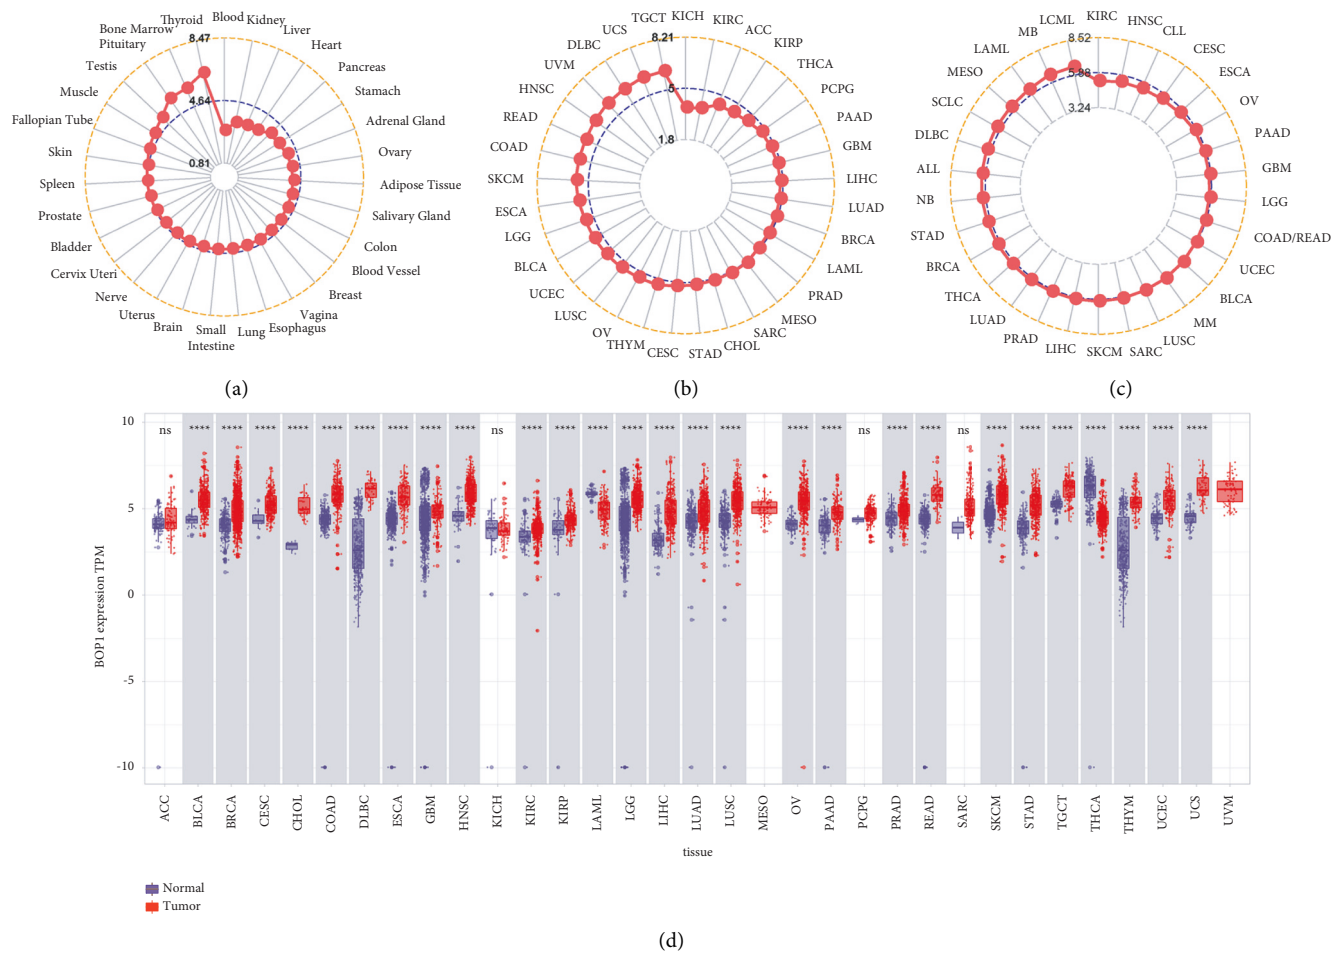 Blood
Kidney
Liver
Heart
Pancreas
Stamach
Adrenal Gland
Ovary
Adipose Tissue
Salivary Gland
Colon
Blood Vessel
Breast
Vagina
Esophagus
Lung
Small
Intestine
Brain
Uterus
Nerve
Cervix Uteri
Bladder
Prostate
Spleen
Skin
Fallopian Tube
Muscle
Testis
Pituitary
Bone Marrow
Thyroid
8.47
4.64
0.81
(a)
KICH
KIRC
ACC
KIRP
THCA
PCPG
PAAD
GBM
LIHC
LUAD
BRCA
LAML
PRAD
MESO
SARC
CHOL
STAD
CESC
THYM
OV
LUSC
UCEC
BLCA
LGG
ESCA
SKCM
COAD
READ
HNSC
UVM
DLBC
UCS
TGCT
8.21
5
1.8
(b)
KIRC
HNSC
CLL
CESC
ESCA
OV
PAAD
GBM
LGG
COAD/READ
UCEC
BLCA
MM
LUSC
SARC
SKCM
LIHC
PRAD
LUAD
THCA
BRCA
STAD
NB
ALL
DLBC
SCLC
MESO
LAML
MB
LCML
8.52
5.88
3.24
(c)
BOP1 expression TPM
10
5
0
-5
-10
ns **** **** **** **** **** **** **** **** **** ns **** **** **** **** **** **** **** **** **** ns **** **** ns **** **** **** **** **** **** ****
ACC BLCA BRCA CESC CHOL COAD DLBC ESCA GBM HNSC KICH KIRC KIRP LAML LGG LIHC LUAD LUSC MESO OV PAAD PCPG PRAD READ SARC SKCM STAD TGCT THCA THYM UCEC UCS UVM
tissue
Normal
Tumor
(d)